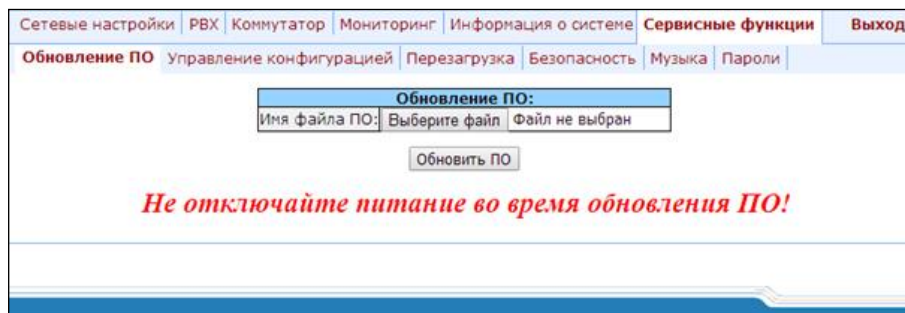 Сетевые настройки PBX Коммутатор Мониторинг Информация о системе Сервисные функции Выход
Обновление ПО Управление конфигурацией Перезагрузка Безопасность Музыка Пароли
Обновление ПО:
Имя файла ПО: Выберите файл Файл не выбран
Обновить ПО
Не отключайте питание во время обновления ПО!